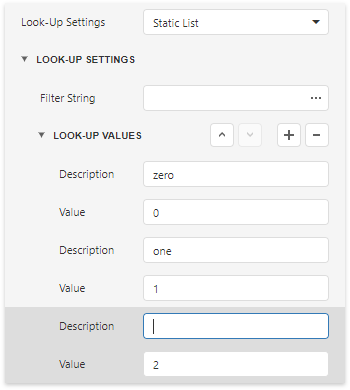 Look-Up Settings Static List
LOOK-UP SETTINGS
Filter String ...
LOOK-UP VALUES
Description zero
Value 0
Description one
Value 1
Description
Value 2